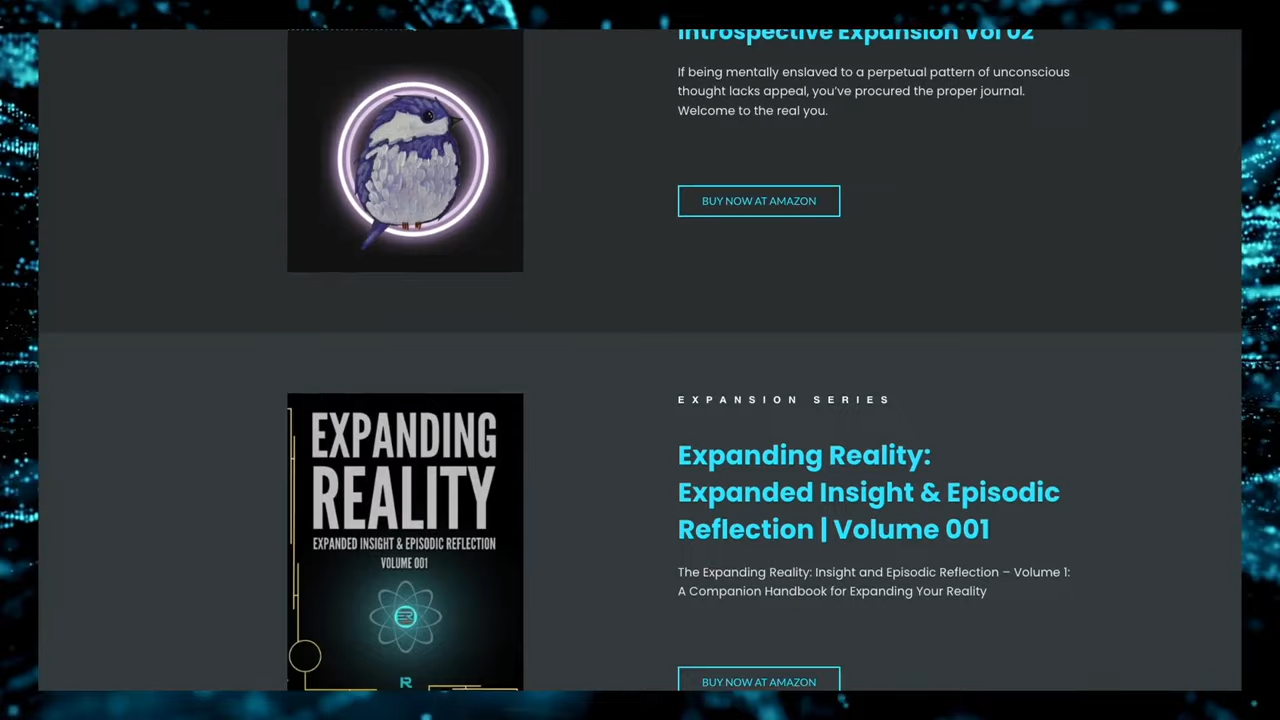 Introspective Expansion Vol 02
If being mentally enslaved to a perpetual pattern of unconscious
thought lacks appeal, you’ve procured the proper journal.
Welcome to the real you.
BUY NOW AT AMAZON
EXPANDING
REALITY
EXPANDED INSIGHT & EPISODIC REFLECTION
VOLUME 001
ER
R
EXPANSION SERIES
Expanding Reality:
Expanded Insight & Episodic
Reflection | Volume 001
The Expanding Reality: Insight and Episodic Reflection – Volume 1:
A Companion Handbook for Expanding Your Reality
BUY NOW AT AMAZON